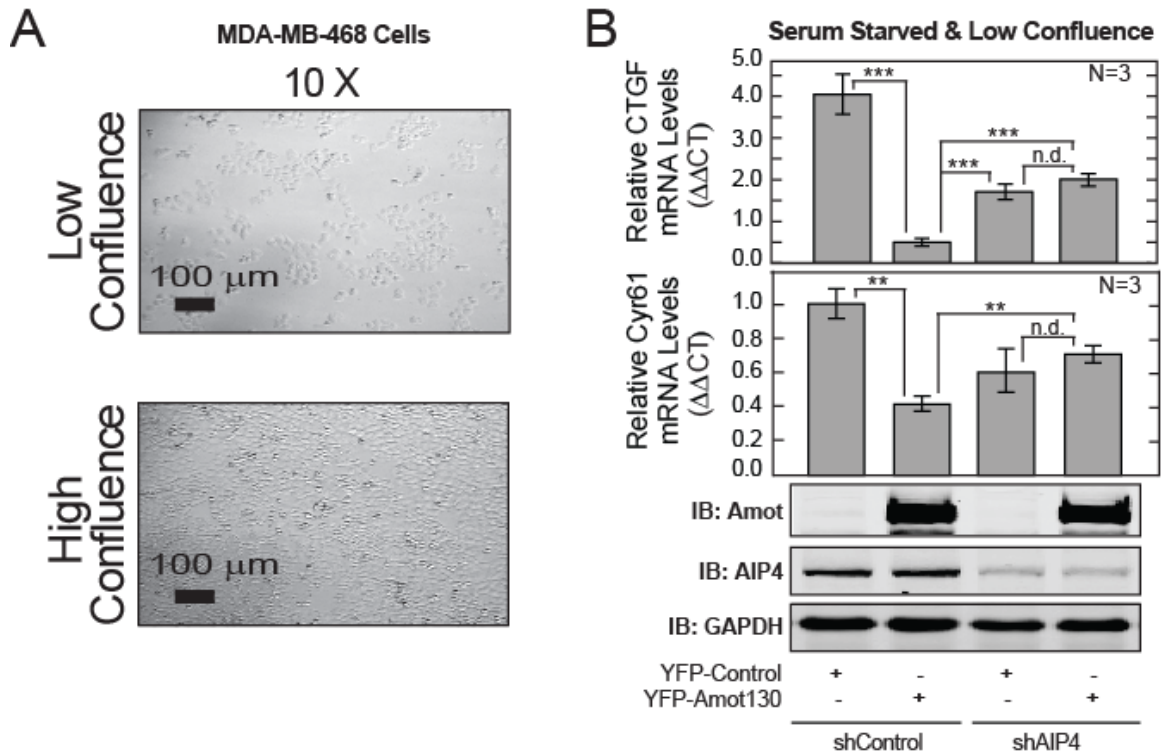 A
MDA-MB-468 Cells
10 X
Low
Confluence
100 µm
High
Confluence
100 µm
B
Serum Starved & Low Confluence
Relative CTGF
mRNA Levels
(ΔΔCT)
5.0
4.0
2.0
1.0
0.0
N=3
***
***
***
n.d.
Relative Cyr61
mRNA Levels
(ΔΔCT)
1.0
0.8
0.6
0.4
0.2
0.0
N=3
**
**
n.d.
IB: Amot
IB: AIP4
IB: GAPDH
YFP-Control + - + -
YFP-Amot130 - + - +
shControl shAIP4